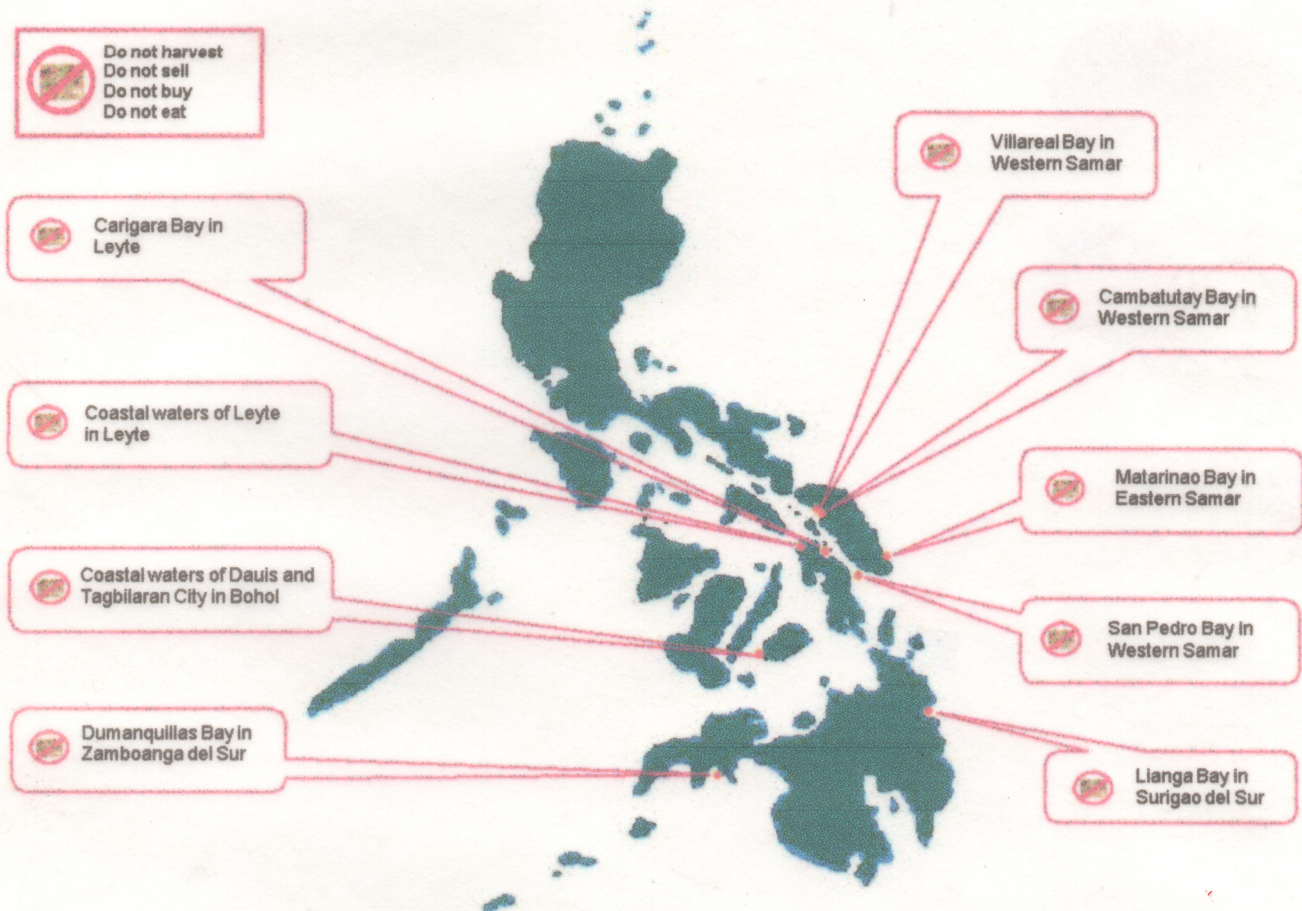 Do not harvest
Do not sell
Do not buy
Do not eat
Carigara Bay in
Leyte
Coastal waters of Leyte
in Leyte
Coastal waters of Dauis and
Tagbilaran City in Bohol
Dumanquillas Bay in
Zamboanga del Sur
Villareal Bay in
Western Samar
Cambatutay Bay in
Western Samar
Matarinao Bay in
Eastern Samar
San Pedro Bay in
Western Samar
Lianga Bay in
Surigao del Sur